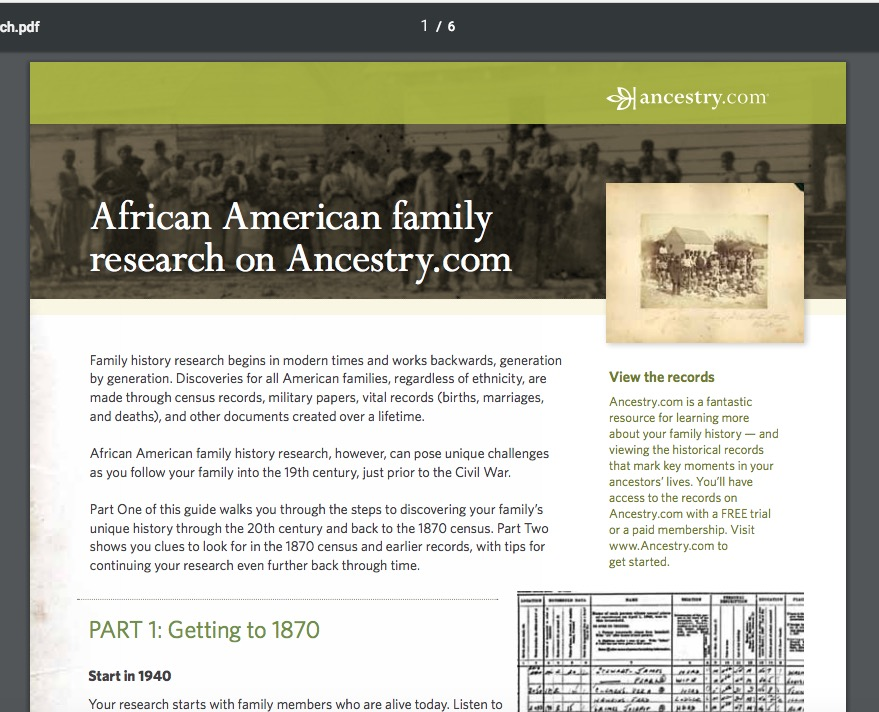 ch.pdf
1 / 6
ancestry.com
African American family
research on Ancestry.com
Family history research begins in modern times and works backwards, generation
by generation. Discoveries for all American families, regardless of ethnicity, are
made through census records, military papers, vital records (births, marriages,
and deaths), and other documents created over a lifetime.
African American family history research, however, can pose unique challenges
as you follow your family into the 19th century, just prior to the Civil War.
Part One of this guide walks you through the steps to discovering your family's
unique history through the 20th century and back to the 1870 census. Part Two
shows you clues to look for in the 1870 census and earlier records, with tips for
continuing your research even further back through time.
View the records
Ancestry.com is a fantastic
resource for learning more
about your family history — and
viewing the historical records
that mark key moments in your
ancestors' lives. You'll have
access to the records on
Ancestry.com with a FREE trial
or a paid membership. Visit
www.Ancestry.com to
get started.
PART 1: Getting to 1870
Start in 1940
Your research starts with family members who are alive today. Listen to
LOCATION
HOUSEHOLD DATA
NAME
RELATION
PERSONAL DESCRIPTION
EDUCATION